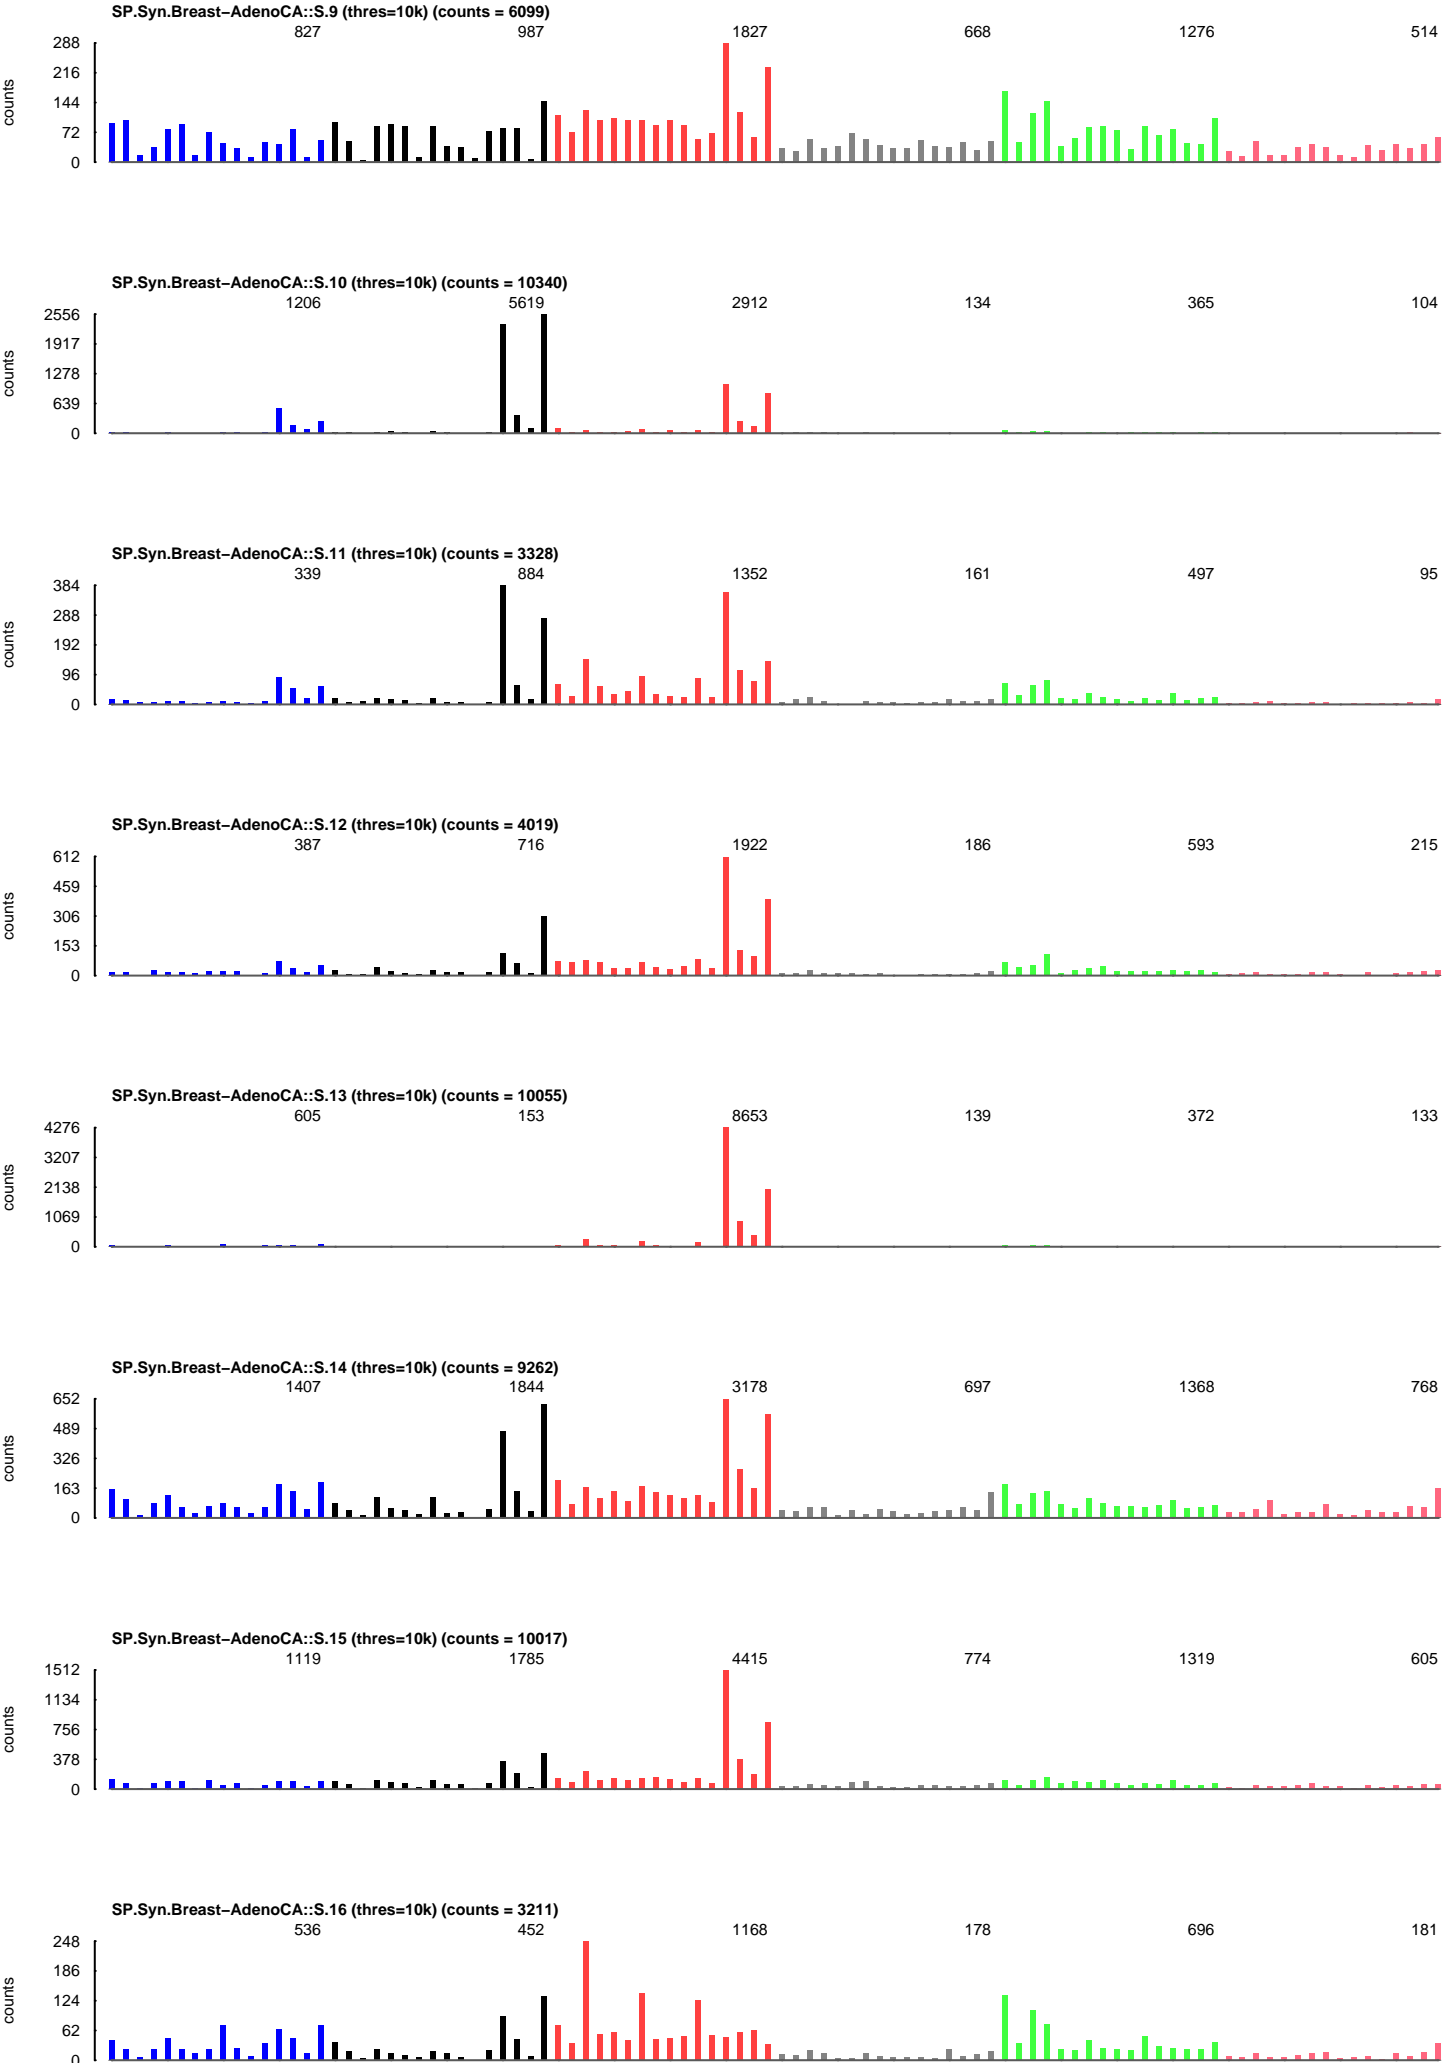 SP.Syn.Breast–AdenoCA::S.9 (thres=10k) (counts = 6099)
827 987 1827 668 1276 514
288
216
144
72
0
counts
SP.Syn.Breast–AdenoCA::S.10 (thres=10k) (counts = 10340)
1206 5619 2912 134 365 104
2556
1917
1278
639
0
counts
SP.Syn.Breast–AdenoCA::S.11 (thres=10k) (counts = 3328)
339 884 1352 161 497 95
384
288
192
96
0
counts
SP.Syn.Breast–AdenoCA::S.12 (thres=10k) (counts = 4019)
387 716 1922 186 593 215
612
459
306
153
0
counts
SP.Syn.Breast–AdenoCA::S.13 (thres=10k) (counts = 10055)
605 153 8653 139 372 133
4276
3207
2138
1069
0
counts
SP.Syn.Breast–AdenoCA::S.14 (thres=10k) (counts = 9262)
1407 1844 3178 697 1368 768
652
489
326
163
0
counts
SP.Syn.Breast–AdenoCA::S.15 (thres=10k) (counts = 10017)
1119 1785 4415 774 1319 605
1512
1134
756
378
0
counts
SP.Syn.Breast–AdenoCA::S.16 (thres=10k) (counts = 3211)
536 452 1168 178 696 181
248
186
124
62
0
counts